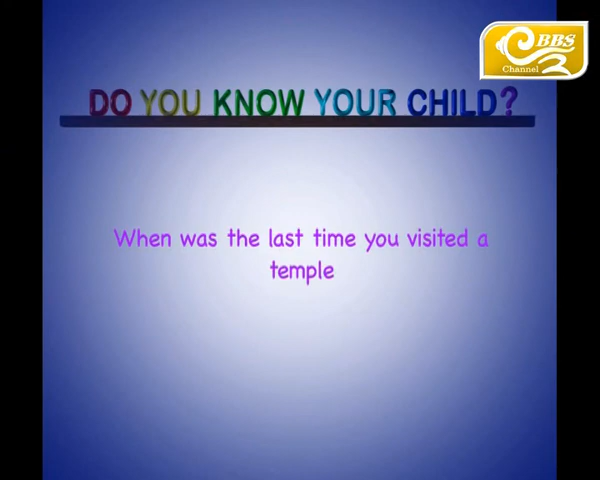 BBS
Channel 2
DO YOU KNOW YOUR CHILD?
When was the last time you visited a
temple